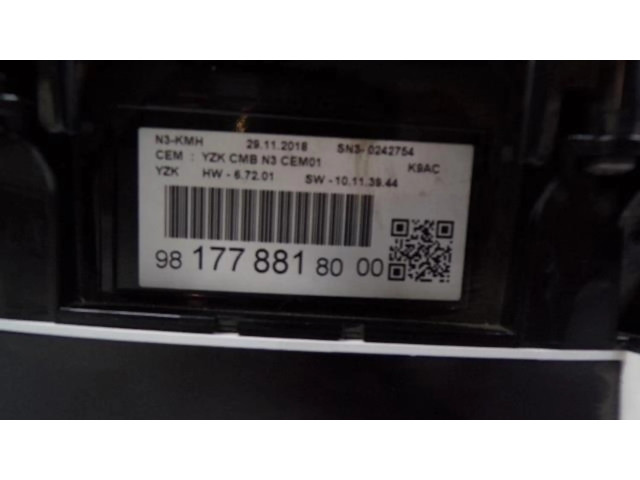 N3-KMH 29.11.2018 SN3- 0242754
CEM : YZK CMB N3 CEM01 K9AC
YZK HW - 6.72.01 SW - 10.11.39.44
98 177 881 80 00